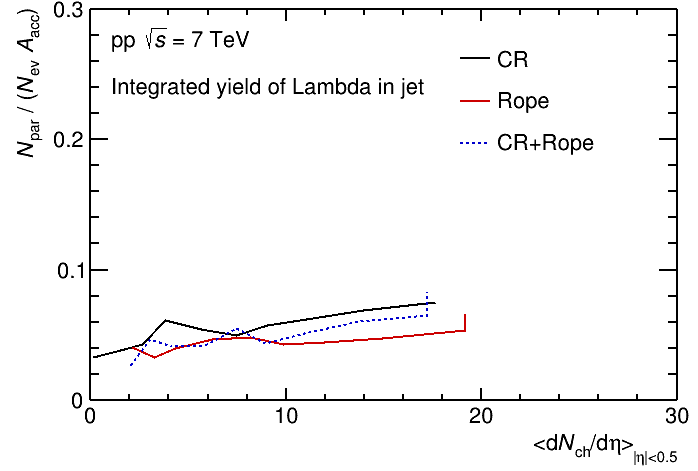 0.3
0.2
0.1
0
0
10
20
30
N_par / (N_ev A_acc)
pp √s = 7 TeV
Integrated yield of Lambda in jet
CR
Rope
CR+Rope
<dN_ch/dη>_|η|<0.5